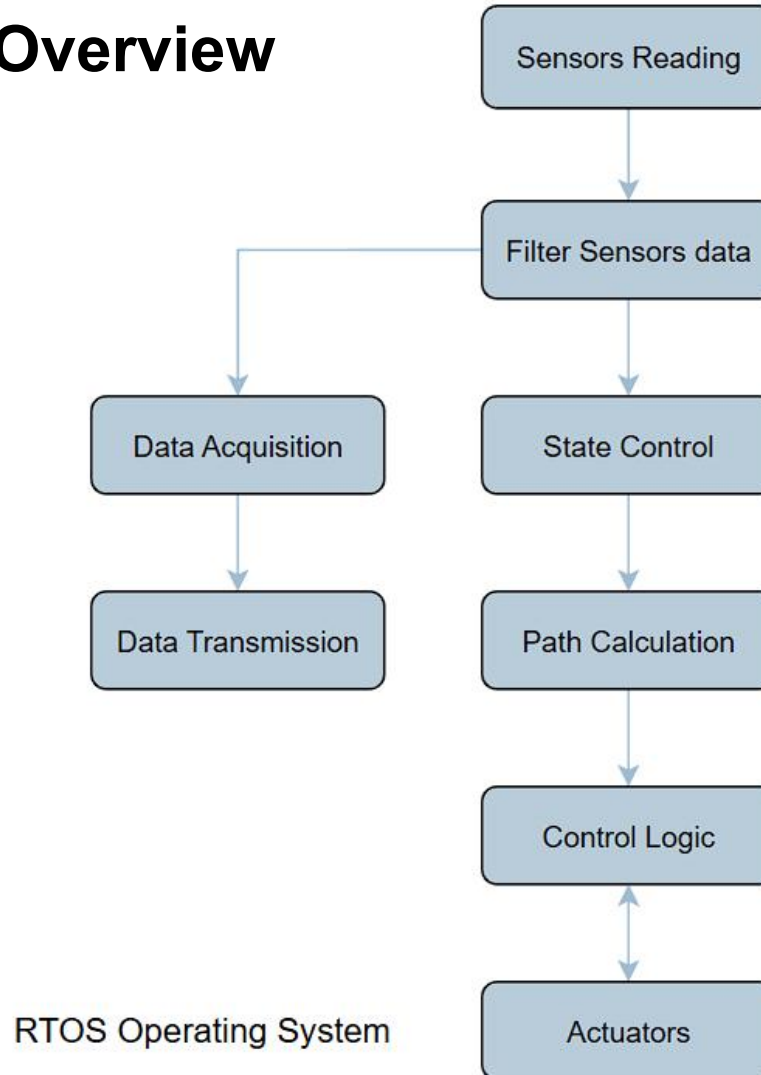 Overview
Sensors Reading
Filter Sensors data
Data Acquisition
State Control
Data Transmission
Path Calculation
Control Logic
RTOS Operating System
Actuators